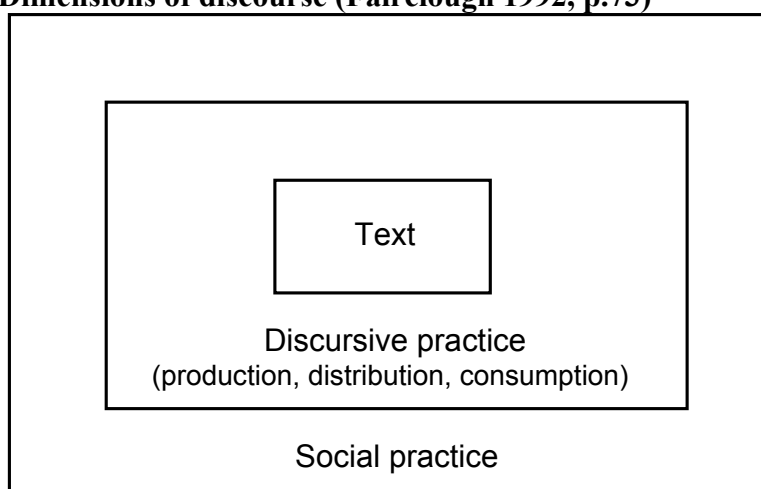 Dimensions of discourse (Fairclough 1992, p.73)
Text
Discursive practice
(production, distribution, consumption)
Social practice